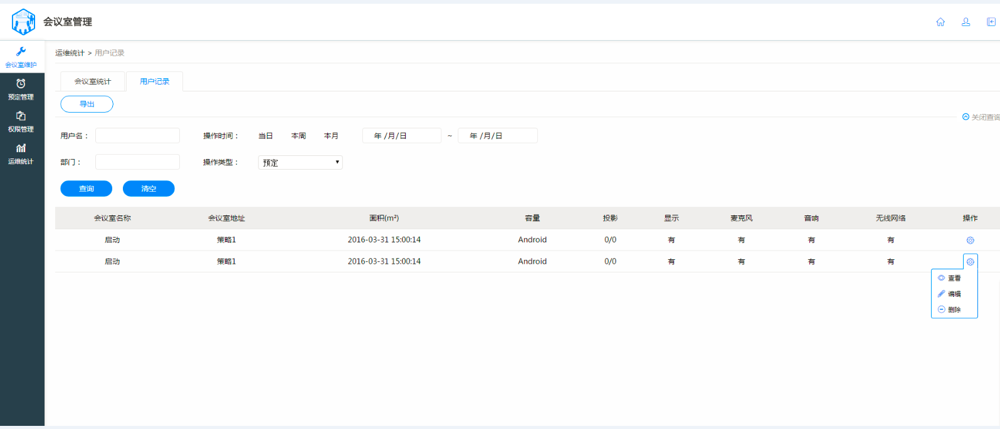 会议室管理
会议室维护
预定管理
权限管理
运维统计
运维统计 > 用户记录
会议室统计 用户记录
导出
关闭查询
用户名： 操作时间： 当日 本周 本月 年 /月/日 ~ 年 /月/日
部门： 操作类型： 预定
查询 清空
会议室名称 会议室地址 面积(m²) 容量 投影 显示 麦克风 音响 无线网络 操作
启动 策略1 2016-03-31 15:00:14 Android 0/0 有 有 有 有
启动 策略1 2016-03-31 15:00:14 Android 0/0 有 有 有 有
查看
编辑
删除